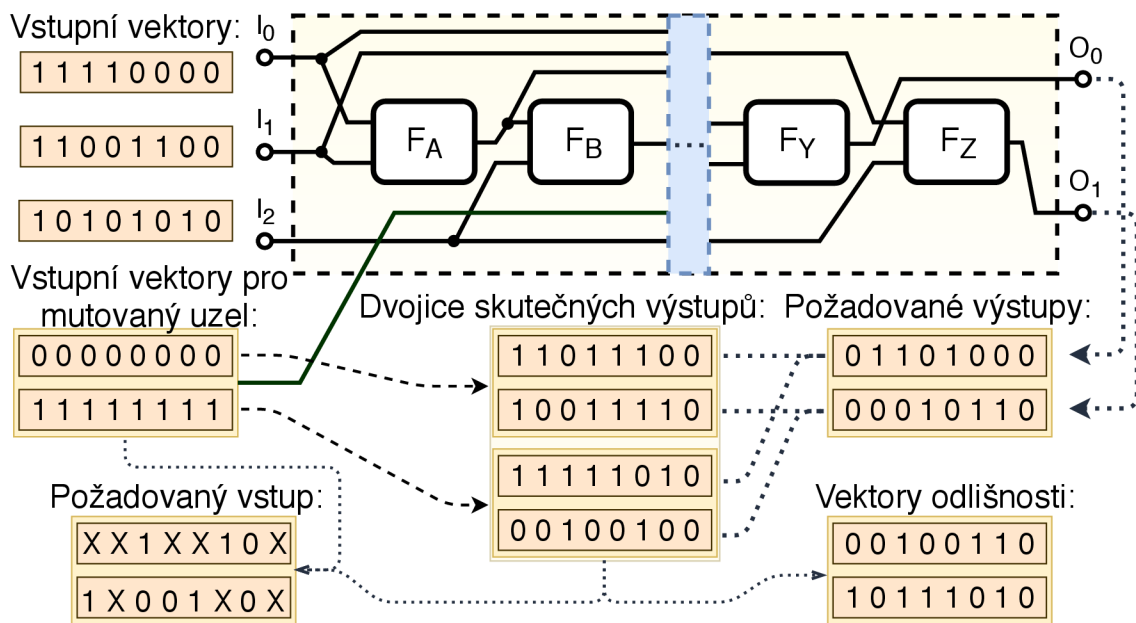 Vstupní vektory:
1 1 1 1 0 0 0 0
1 1 0 0 1 1 0 0
1 0 1 0 1 0 1 0
I0
I1
I2
FA
FB
FY
FZ
O0
O1
Vstupní vektory pro
mutovaný uzel:
0 0 0 0 0 0 0 0
1 1 1 1 1 1 1 1
Dvojice skutečných výstupů:
1 1 0 1 1 1 0 0
1 0 0 1 1 1 1 0
1 1 1 1 1 0 1 0
0 0 1 0 0 1 0 0
Požadované výstupy:
0 1 1 0 1 0 0 0
0 0 0 1 0 1 1 0
Požadovaný vstup:
X X 1 X X 1 0 X
1 X 0 0 1 X 0 X
Vektory odlišnosti:
0 0 1 0 0 1 1 0
1 0 1 1 1 0 1 0